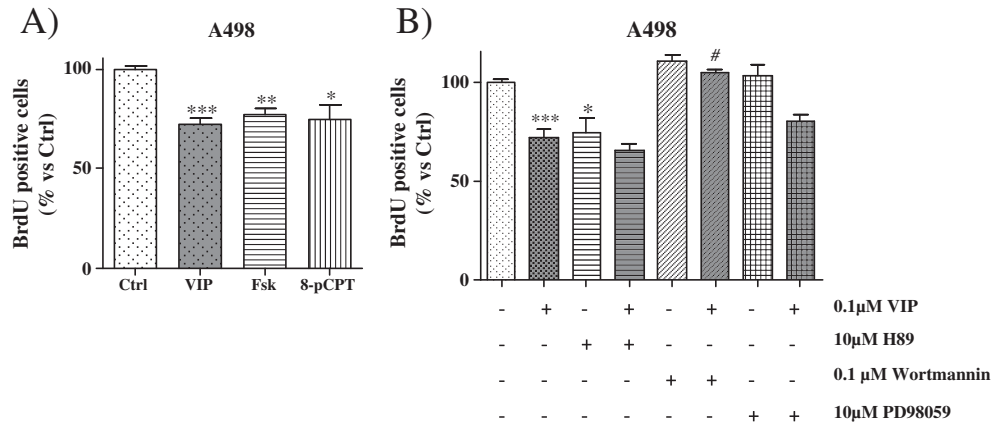 A)
A498
BrdU positive cells
(% vs Ctrl)
100
50
0
***
**
*
Ctrl VIP Fsk 8-pCPT
B)
A498
BrdU positive cells
(% vs Ctrl)
100
50
0
***
*
#
- + - + - + - + 0.1μM VIP
- - + + - - - - 10μM H89
- - - - + + - - 0.1 μM Wortmannin
- - - - - - + + 10μM PD98059